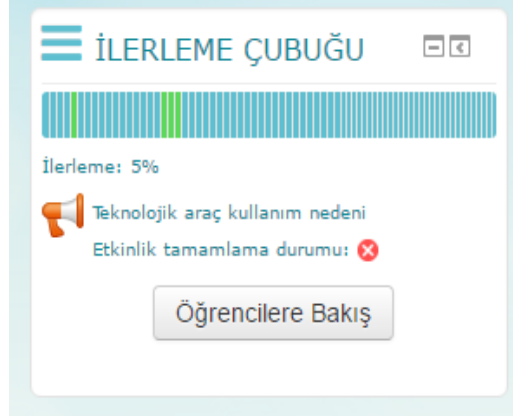 İLERLEME ÇUBUĞU
İlerleme: 5%
Teknolojik araç kullanım nedeni
Etkinlik tamamlama durumu:
Öğrencilere Bakış